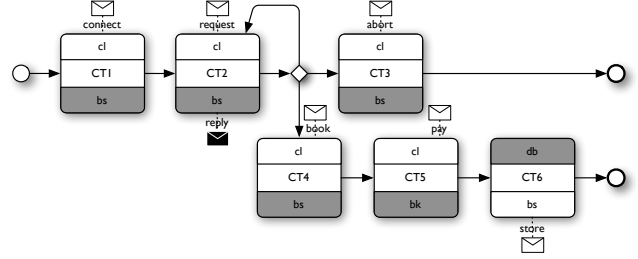 connect
request
abort
cl
cl
cl
CT1
CT2
CT3
bs
bs
bs
reply
book
pay
cl
cl
db
CT4
CT5
CT6
bs
bk
bs
store